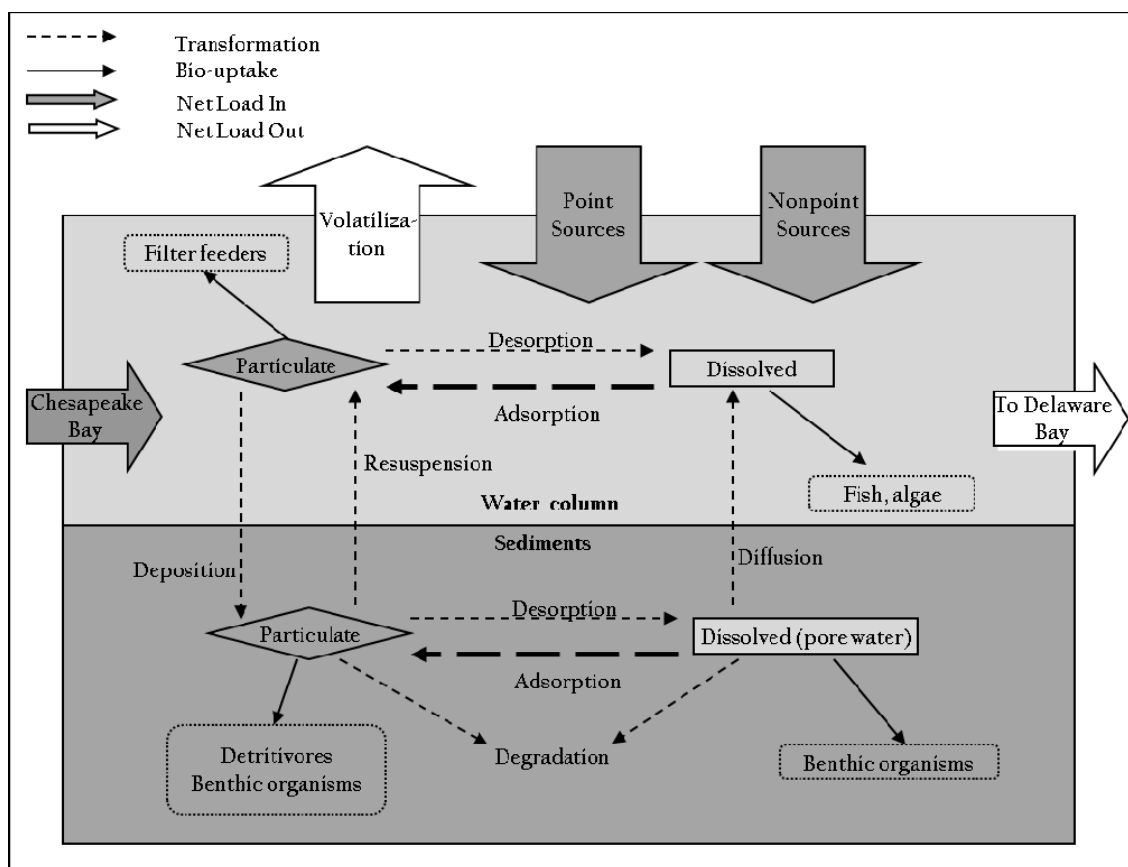 Transformation
Bio-uptake
Net Load In
Net Load Out
Volatiliza-
tion
Point
Sources
Nonpoint
Sources
Filter feeders
Desorption
Particulate
Dissolved
Adsorption
Chesapeake
Bay
To Delaware
Bay
Resuspension
Fish, algae
Water column
Sediments
Deposition
Diffusion
Desorption
Particulate
Dissolved (pore water)
Adsorption
Degradation
Detritivores
Benthic organisms
Benthic organisms